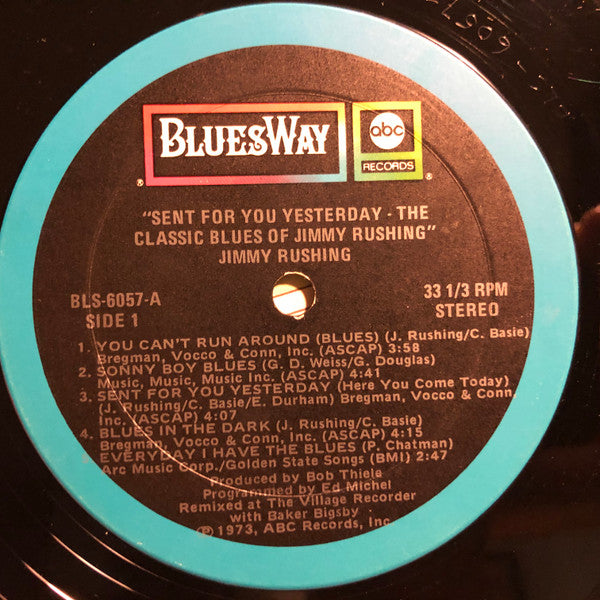 BLUESWAY
®
abc
RECORDS
®
"SENT FOR YOU YESTERDAY - THE
CLASSIC BLUES OF JIMMY RUSHING"
JIMMY RUSHING
BLS-6057-A
SIDE 1
33 1/3 RPM
STEREO
1. YOU CAN'T RUN AROUND (BLUES) (J. Rushing/C. Basie)
Bregman, Vocco & Conn, Inc. (ASCAP) 3:58
2. SONNY BOY BLUES (G. D. Weiss/G. Douglas)
Music, Music, Music Inc. (ASCAP) 4:41
3. SENT FOR YOU YESTERDAY (Here You Come Today)
(J. Rushing/C. Basie/E. Durham) Bregman, Vocco & Conn,
Inc. (ASCAP) 4:07
4. BLUES IN THE DARK (J. Rushing/C. Basie)
Bregman, Vocco & Conn, Inc. (ASCAP) 4:15
EVERYDAY I HAVE THE BLUES (P. Chatman)
Arc Music Corp./Golden State Songs (BMI) 2:47
Produced by Bob Thiele
Programmed by Ed Michel
Remixed at The Village Recorder
with Baker Bigsby
℗1973, ABC Records, Inc.